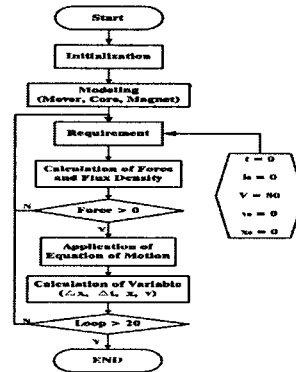 Start
Initialization
Modeling
(Mover, Core, Magnet)
Requirement
t = 0
V = 80
Calculation of Force
and Flux Density
N
Force > 0
Y
Application of
Equation of Motion
Calculation of Variable
(△x, △t, x, v)
N
Loop > 20
Y
END